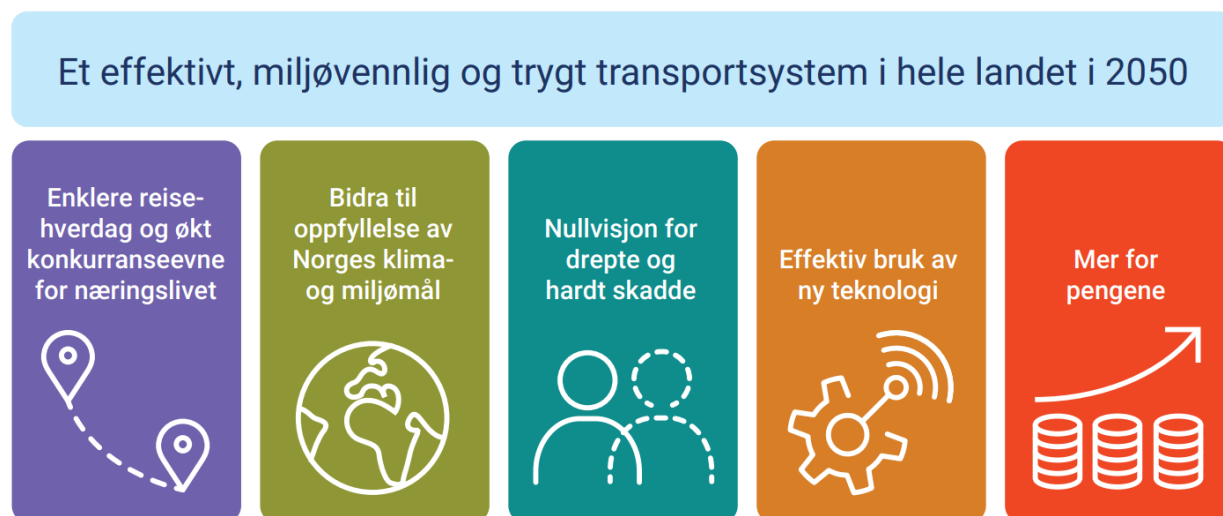 Et effektivt, miljøvennlig og trygt transportsystem i hele landet i 2050
Enklere reise-
hverdag og økt
konkurranseevne
for næringslivet
Bidra til
oppfyllelse av
Norges klima-
og miljømål
Nullvisjon for
drepte og
hardt skadde
Effektiv bruk av
ny teknologi
Mer for
pengene